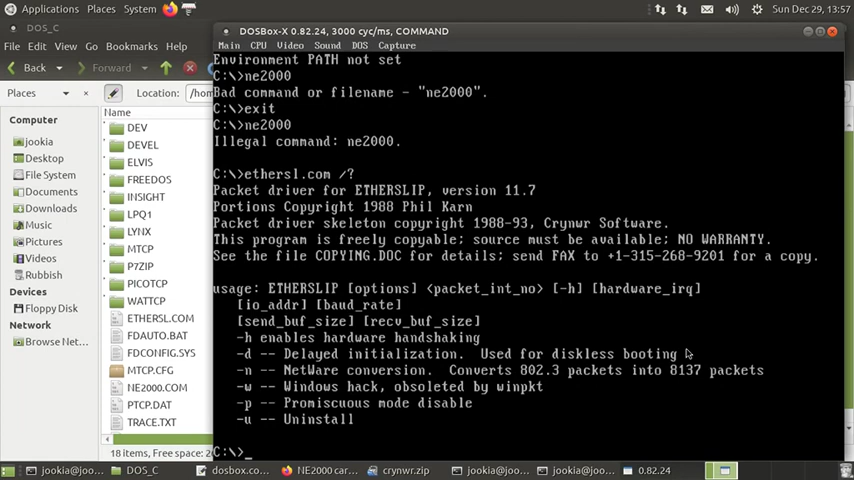 Applications Places System
Sun Dec 29, 13:57
DOS_C
File Edit View Go Bookmarks
Back
Forward
Places
Location:
/hom
Computer
jookia
Desktop
File System
Documents
Downloads
Music
Pictures
Videos
Rubbish
Devices
Floppy Disk
Network
Browse Net...
Name
DEV
DEVEL
ELVIS
FREEDOS
INSIGHT
LPQ1
LYNX
MTCP
P7ZIP
PICOTCP
WATTCP
ETHERSL.COM
FDAUTO.BAT
FDCONFIG.SYS
MTCP.CFG
NE2000.COM
PTCP.DAT
TRACE.TXT
18 items, Free space: 2
DOSBox-X 0.82.24, 3000 cyc/ms, COMMAND
Main CPU Video Sound DOS Capture
Environment PATH not set
C:\>ne2000
Bad command or filename - "ne2000".
C:\>exit
C:\>ne2000
Illegal command: ne2000.
C:\>ethersl.com /?
Packet driver for ETHERSLIP, version 11.7
Portions Copyright 1988 Phil Karn
Packet driver skeleton copyright 1988-93, Crynwr Software.
This program is freely copyable; source must be available; NO WARRANTY.
See the file COPYING.DOC for details; send FAX to +1-315-268-9201 for a copy.
usage: ETHERSLIP [options] <packet_int_no> [-h] [hardware_irq]
[io_addr] [baud_rate]
[send_buf_size] [recv_buf_size]
-h enables hardware handshaking
-d -- Delayed initialization.  Used for diskless booting
-n -- NetWare conversion.  Converts 802.3 packets into 8137 packets
-w -- Windows hack, obsoleted by winpkt
-p -- Promiscuous mode disable
-u -- Uninstall
C:\>_
jookia@joo...
DOS_C
dosbox.co...
NE2000 car...
crynwr.zip
jookia@joo...
jookia@joo...
0.82.24